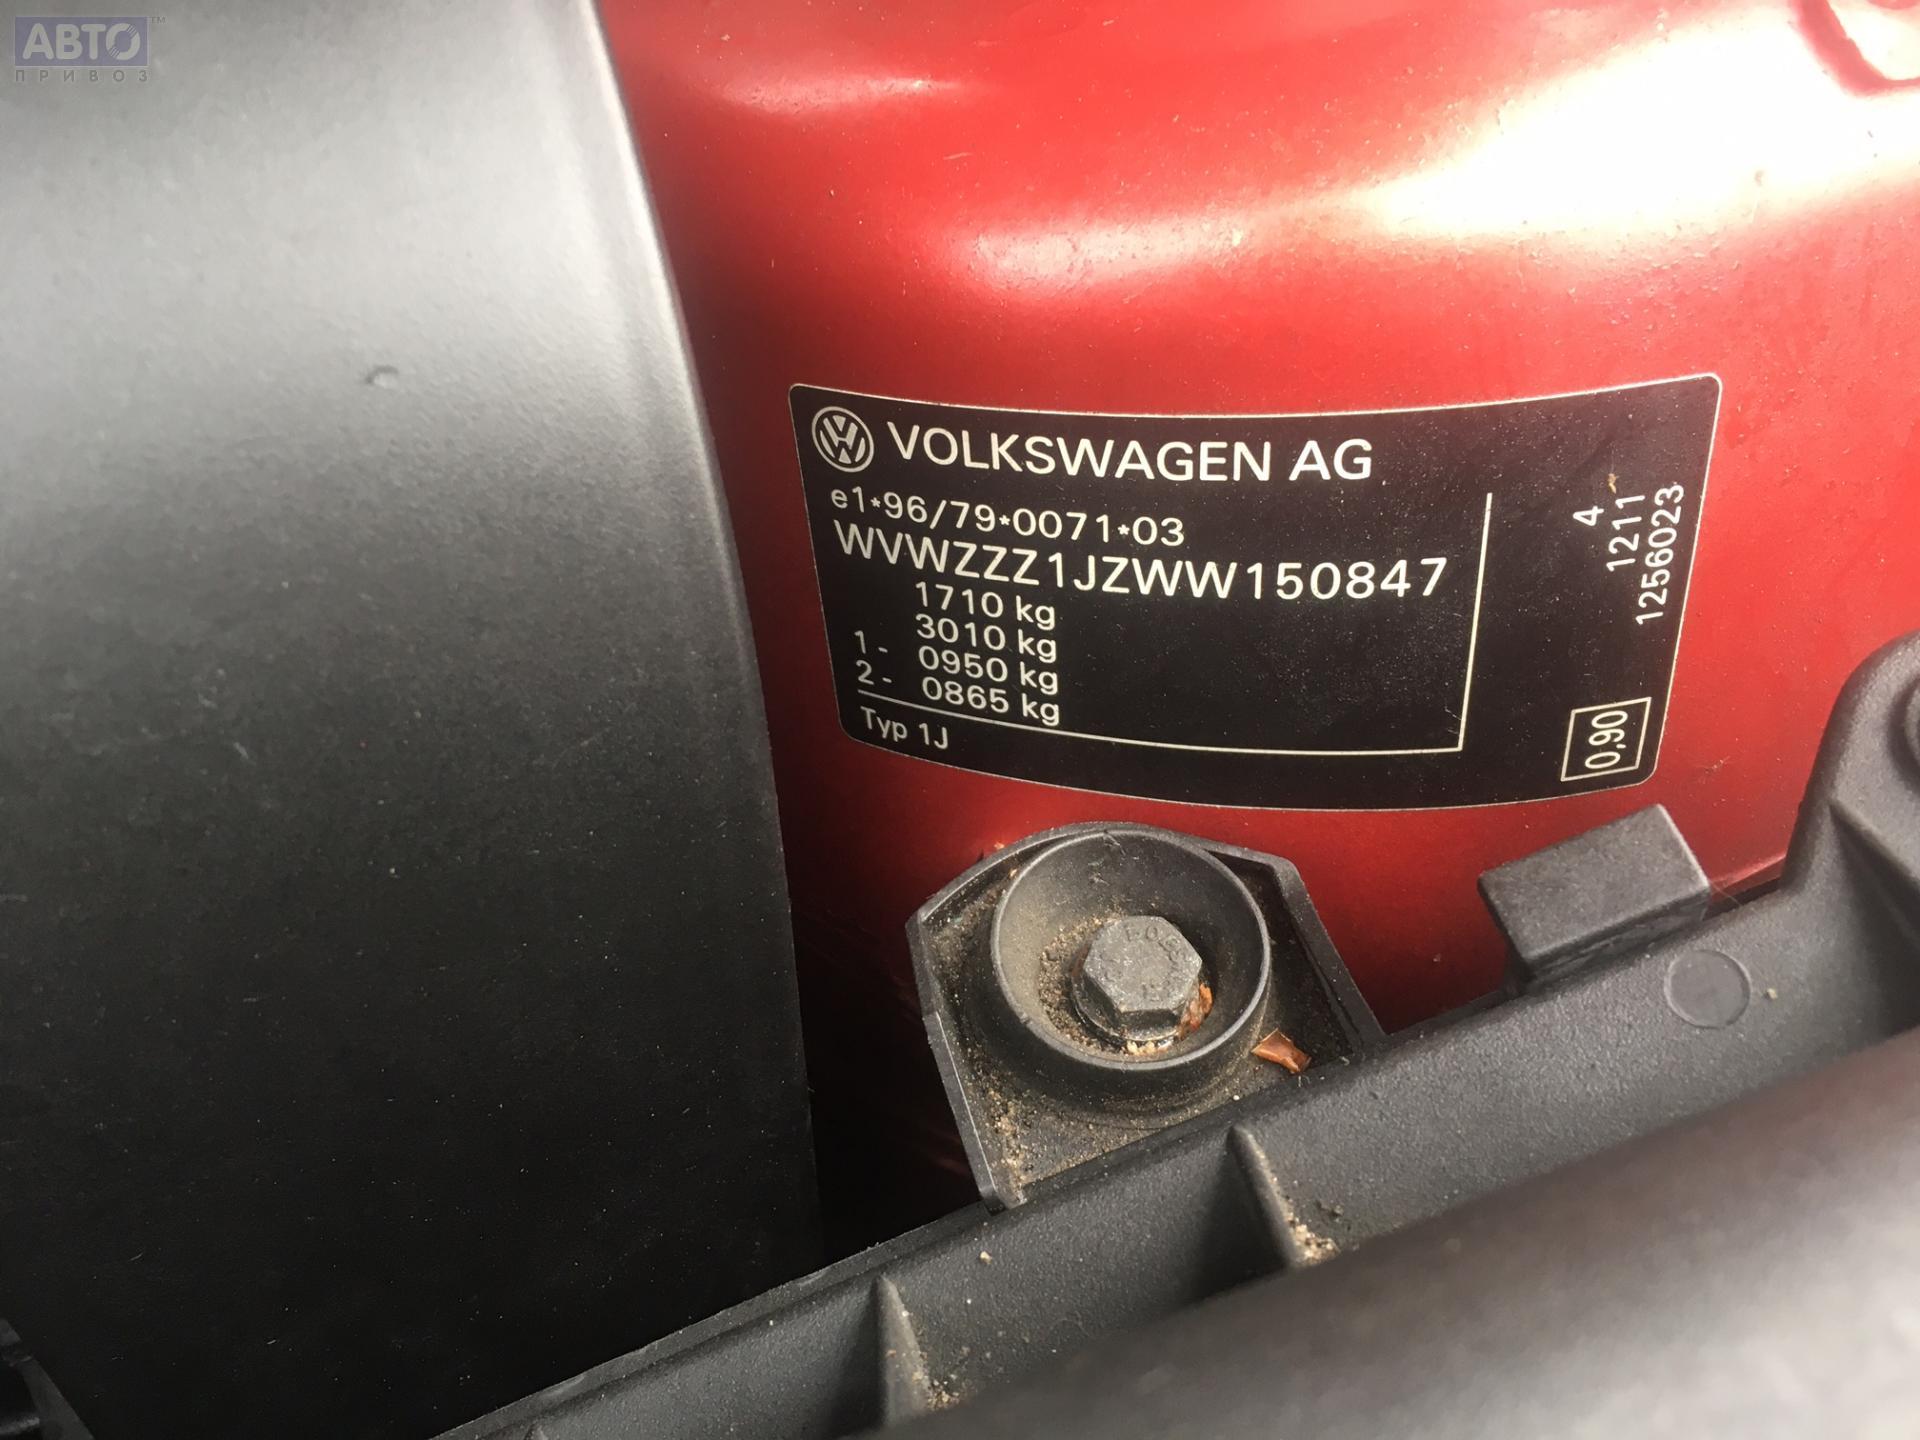 АВТО™
ПРИВОЗ
VOLKSWAGEN AG
e1*96/79*0071*03
WVWZZZ1JZWW150847
1710 kg
3010 kg
1- 0950 kg
2- 0865 kg
Typ 1J
4
1211
1256023
0,90